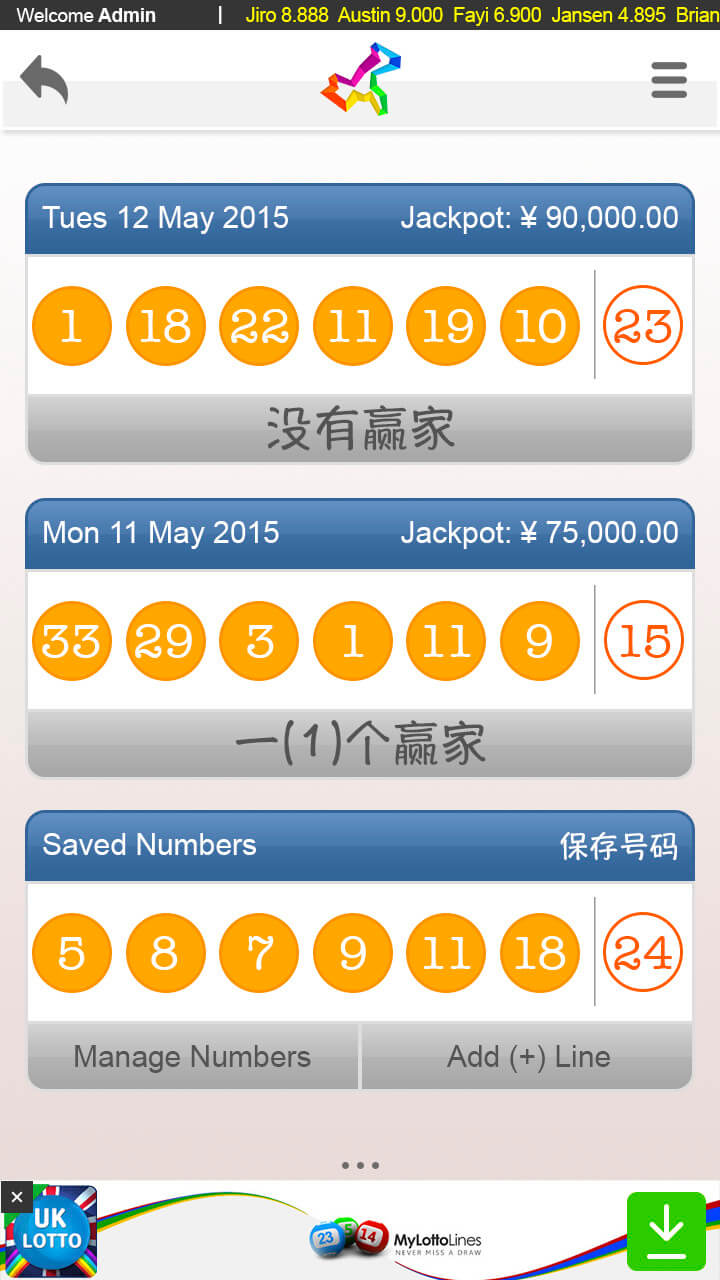 Welcome Admin | Jiro 8.888 Austin 9.000 Fayi 6.900 Jansen 4.895 Brian
Tues 12 May 2015 Jackpot: ¥ 90,000.00
1 18 22 11 19 10 23
没有赢家
Mon 11 May 2015 Jackpot: ¥ 75,000.00
33 29 3 1 11 9 15
一(1)个赢家
Saved Numbers 保存号码
5 8 7 9 11 18 24
Manage Numbers Add (+) Line
UK
LOTTO
23 5 14
MyLottoLines
NEVER MISS A DRAW